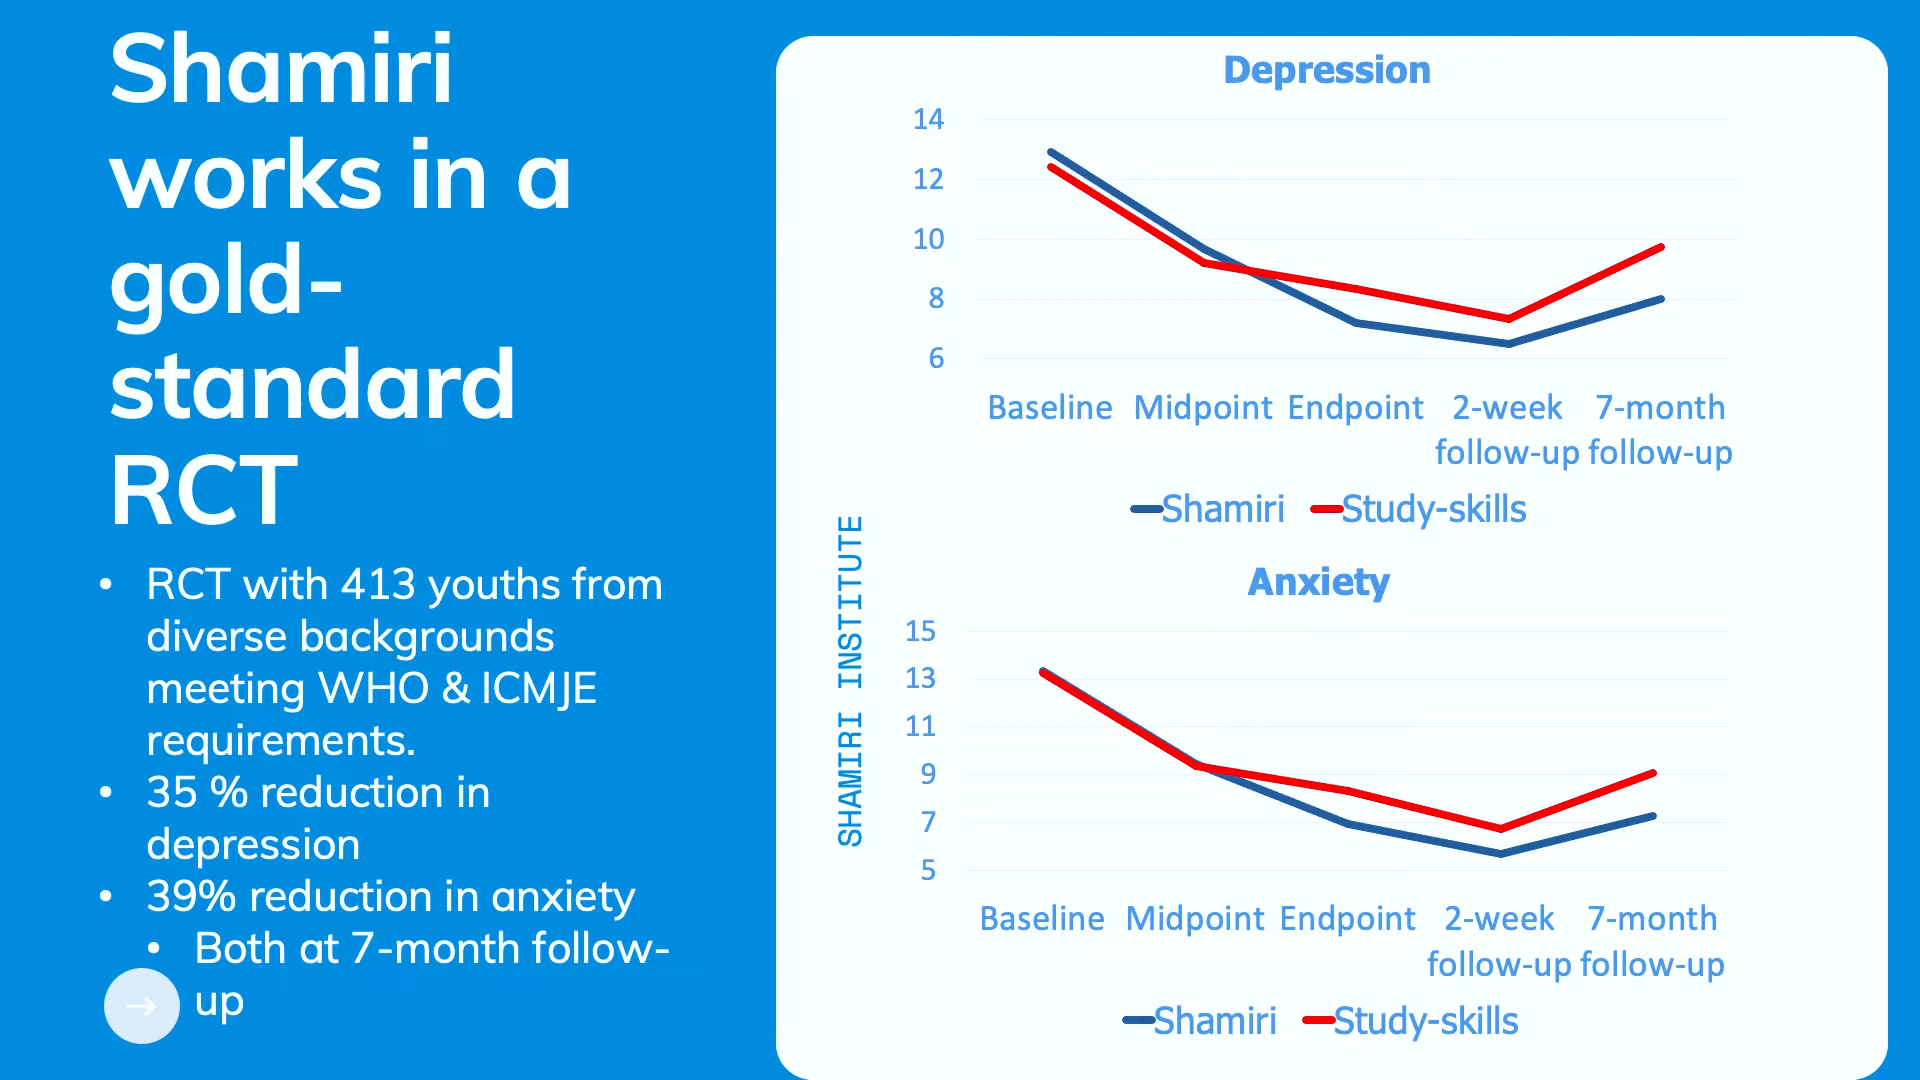 Shamiri
works in a
gold-
standard
RCT
• RCT with 413 youths from
diverse backgrounds
meeting WHO & ICMJE
requirements.
• 35 % reduction in
depression
• 39% reduction in anxiety
• Both at 7-month follow-
up
SHAMIRI INSTITUTE
Depression
14
12
10
8
6
Baseline Midpoint Endpoint 2-week 7-month
follow-up follow-up
Shamiri Study-skills
Anxiety
15
13
11
9
7
5
Baseline Midpoint Endpoint 2-week 7-month
follow-up follow-up
Shamiri Study-skills